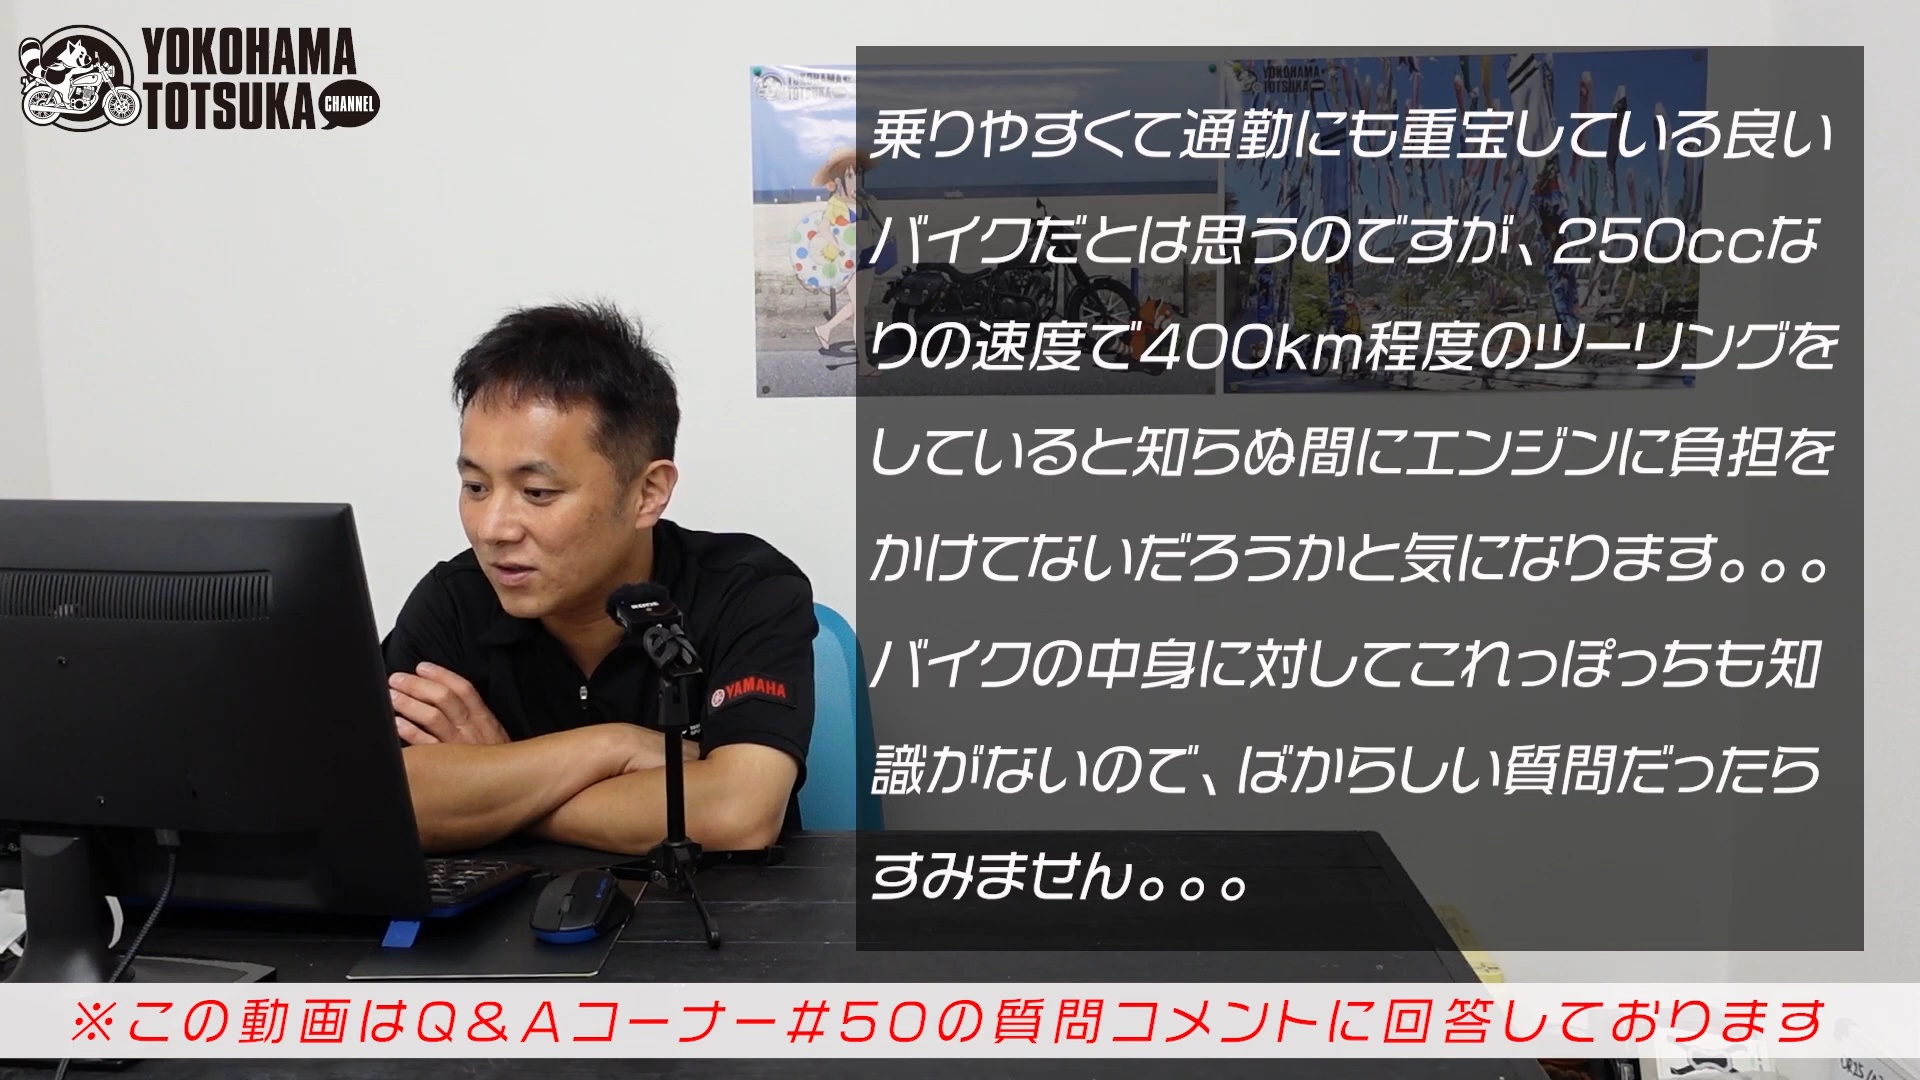 YOKOHAMA
TOTSUKA
CHANNEL
乗りやすくて通勤にも重宝している良い
バイクだとは思うのですが、250ccな
りの速度で400km程度のツーリングを
していると知らぬ間にエンジンに負担を
かけてないだろうかと気になります。。。
バイクの中身に対してこれっぽっちも知
識がないので、ばからしい質問だったら
すみません。。。
YOKOHAMA
RODE
YAMAHA
※この動画はQ&Aコーナー#50の質問コメントに回答しております